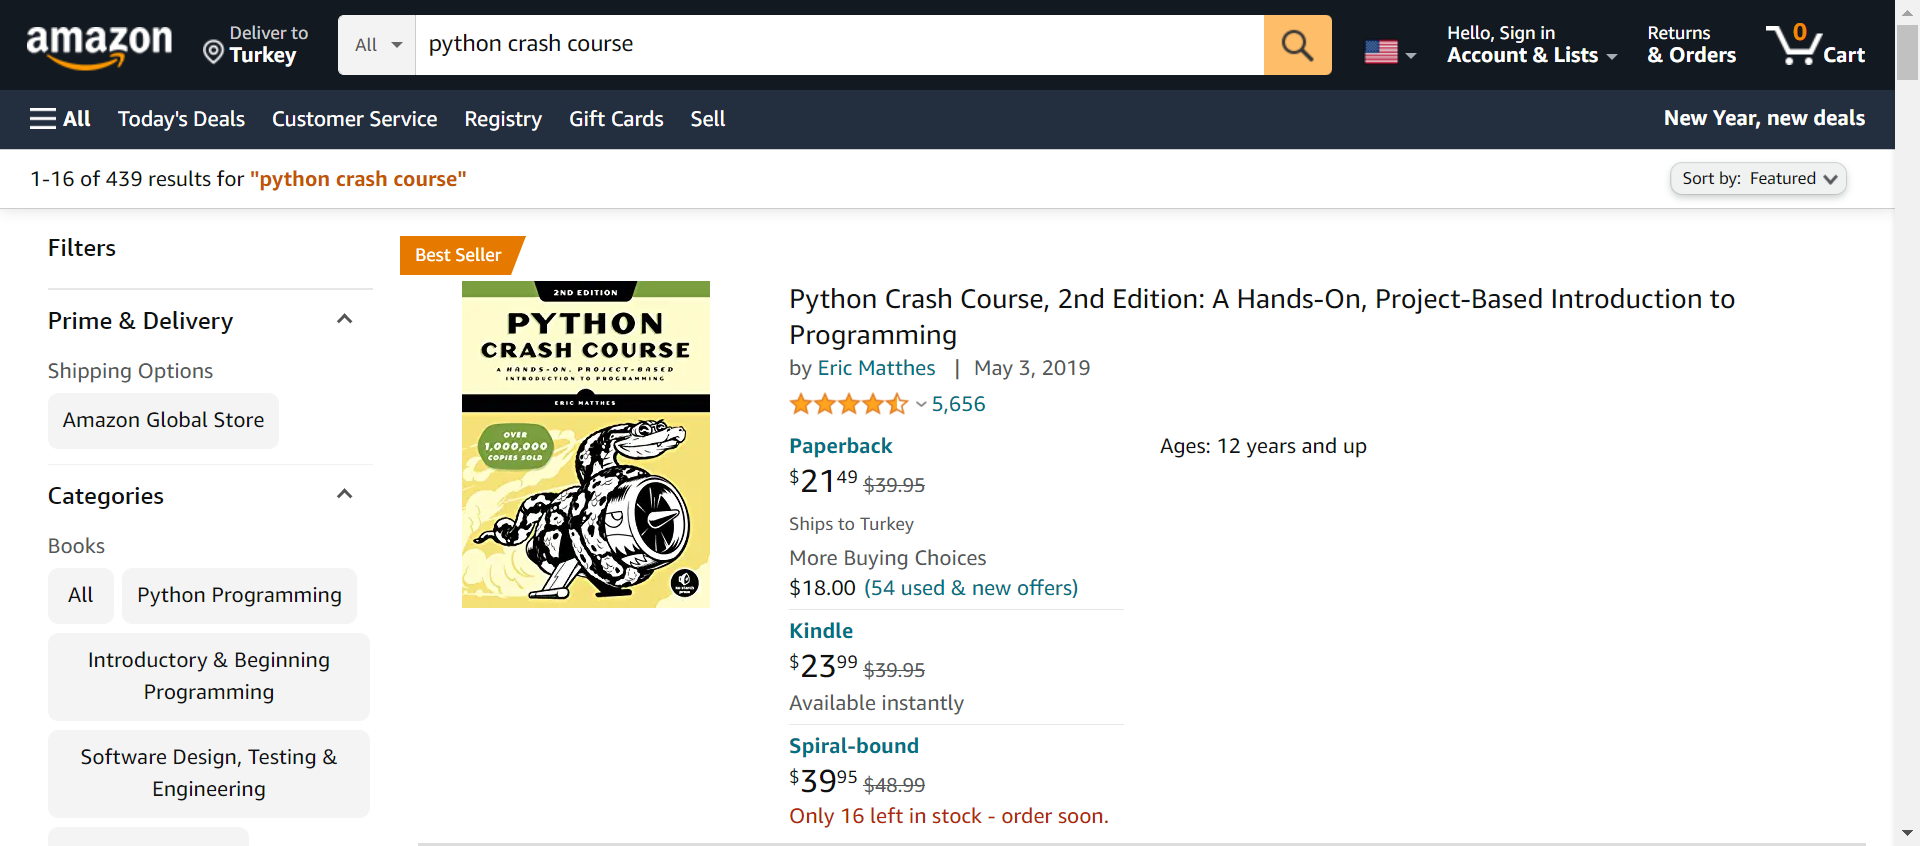 amazon
Deliver to
Turkey
All
python crash course
Hello, Sign in
Account & Lists
Returns
& Orders
0
Cart
All
Today's Deals
Customer Service
Registry
Gift Cards
Sell
New Year, new deals
1-16 of 439 results for "python crash course"
Sort by: Featured
Filters
Prime & Delivery
Shipping Options
Amazon Global Store
Categories
Books
All
Python Programming
Introductory & Beginning
Programming
Software Design, Testing &
Engineering
Best Seller
2ND EDITION
PYTHON
CRASH COURSE
A HANDS-ON, PROJECT-BASED
INTRODUCTION TO PROGRAMMING
ERIC MATTHES
OVER
1,000,000
COPIES SOLD
Python Crash Course, 2nd Edition: A Hands-On, Project-Based Introduction to
Programming
by Eric Matthes | May 3, 2019
5,656
Paperback
$21.49 $39.95
Ships to Turkey
More Buying Choices
$18.00 (54 used & new offers)
Kindle
$23.99 $39.95
Available instantly
Spiral-bound
$39.95 $48.99
Only 16 left in stock - order soon.
Ages: 12 years and up